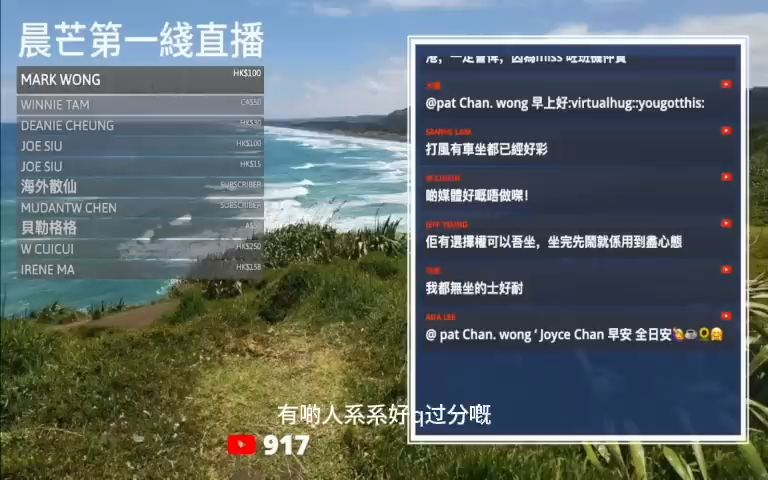 晨芒第一綫直播
MARK WONG HK$100
WINNIE TAM CA$50
DEANIE CHEUNG HK$30
JOE SIU HK$100
JOE SIU HK$15
海外散仙 SUBSCRIBER
MUDANTW CHEN SUBSCRIBER
貝勒格格
W CUICUI HK$250
IRENE MA HK$158
@pat Chan. wong 早上好:virtualhug::yougotthis:
SANDIE LAM
打風有車坐都已經好彩
W CUICUI
啲媒體好嘅唔做㗎!
YEUNG
佢有選擇權可以吾坐，坐完先鬧就係用到盡心態
我都無坐的士好耐
ADA LEE
@ pat Chan. wong ‘ Joyce Chan 早安 全日安
有啲人系系好q过分嘅
917